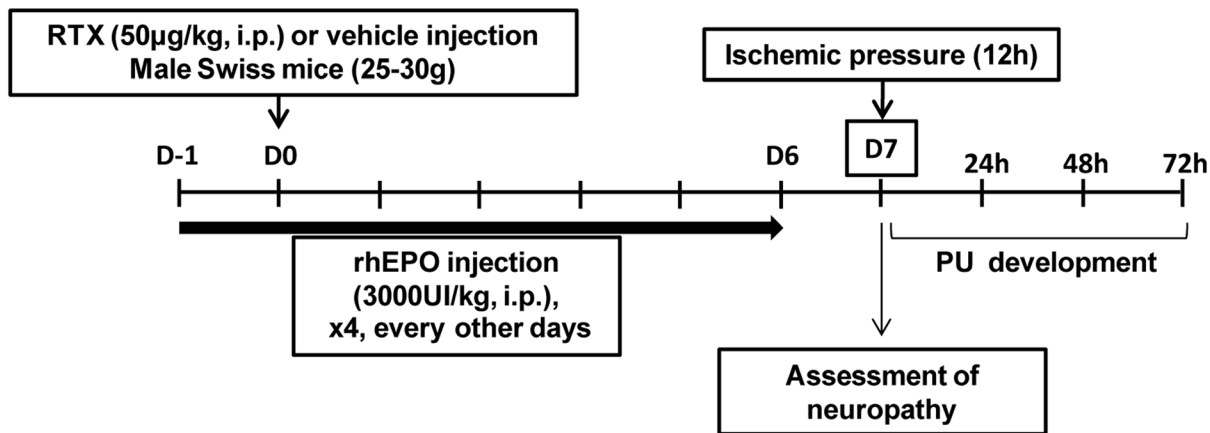 RTX (50µg/kg, i.p.) or vehicle injection
Male Swiss mice (25-30g)
Ischemic pressure (12h)
D-1
D0
D6
D7
24h
48h
72h
rhEPO injection
(3000UI/kg, i.p.),
x4, every other days
PU development
Assessment of
neuropathy